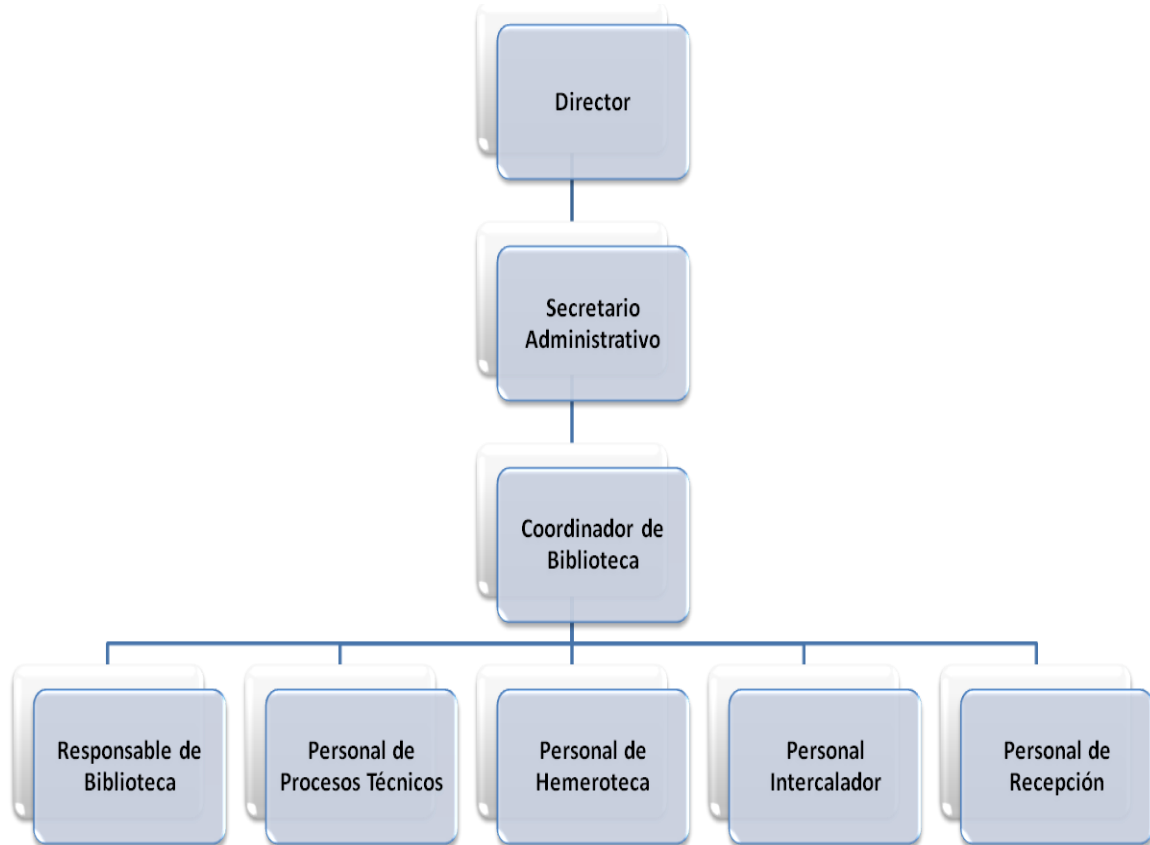 Director
Secretario
Administrativo
Coordinador de
Biblioteca
Responsable de
Biblioteca
Personal de
Procesos Técnicos
Personal de
Hemeroteca
Personal
Intercalador
Personal de
Recepción